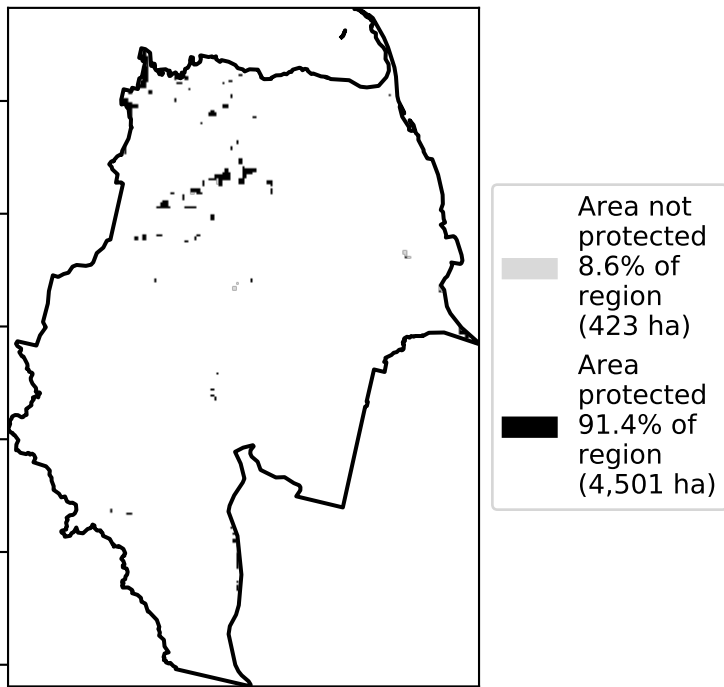 Area not
protected
8.6% of
region
(423 ha)
Area
protected
91.4% of
region
(4,501 ha)